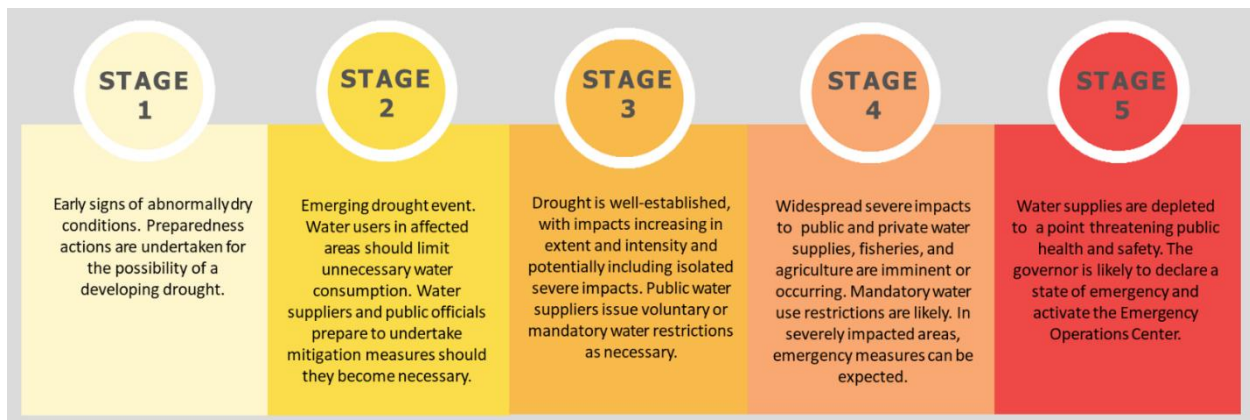 STAGE
1
Early signs of abnormally dry
conditions. Preparedness
actions are undertaken for
the possibility of a
developing drought.
STAGE
2
Emerging drought event.
Water users in affected
areas should limit
unnecessary water
consumption. Water
suppliers and public officials
prepare to undertake
mitigation measures should
they become necessary.
STAGE
3
Drought is well-established,
with impacts increasing in
extent and intensity and
potentially including isolated
severe impacts. Public water
suppliers issue voluntary or
mandatory water restrictions
as necessary.
STAGE
4
Widespread severe impacts
to public and private water
supplies, fisheries, and
agriculture are imminent or
occurring. Mandatory water
use restrictions are likely. In
severely impacted areas,
emergency measures can be
expected.
STAGE
5
Water supplies are depleted
to a point threatening public
health and safety. The
governor is likely to declare a
state of emergency and
activate the Emergency
Operations Center.